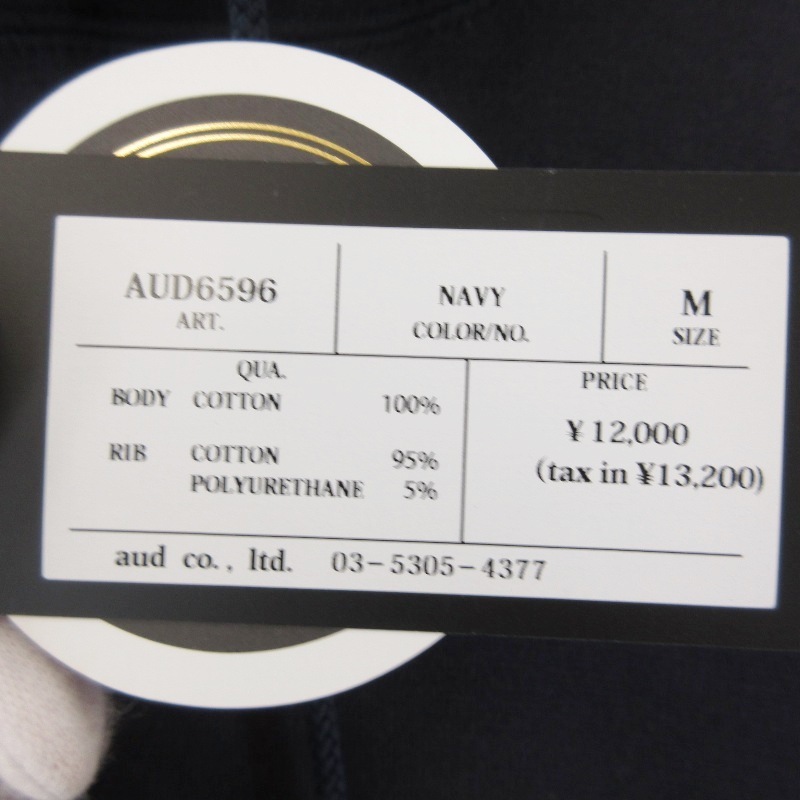 AUD6596
ART.
NAVY
COLOR/NO.
M
SIZE
QUA.
BODY COTTON 100%
RIB COTTON 95%
POLYURETHANE 5%
PRICE
¥12,000
(tax in ¥13,200)
aud co., ltd. 03-5305-4377